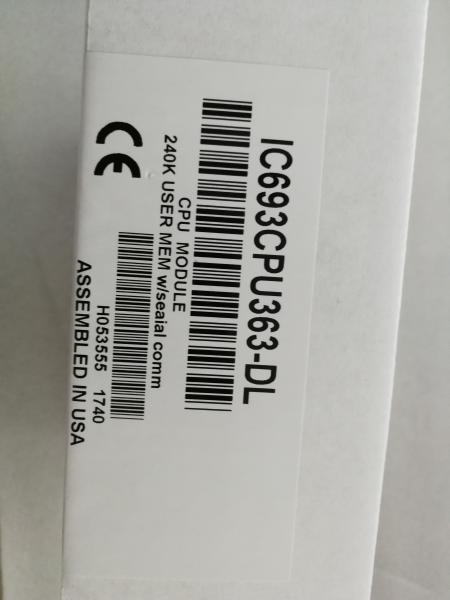 IC693CPU363-DL
CPU MODULE
240K USER MEM w/seaial comm
CE
H053555 1740
ASSEMBLED IN USA